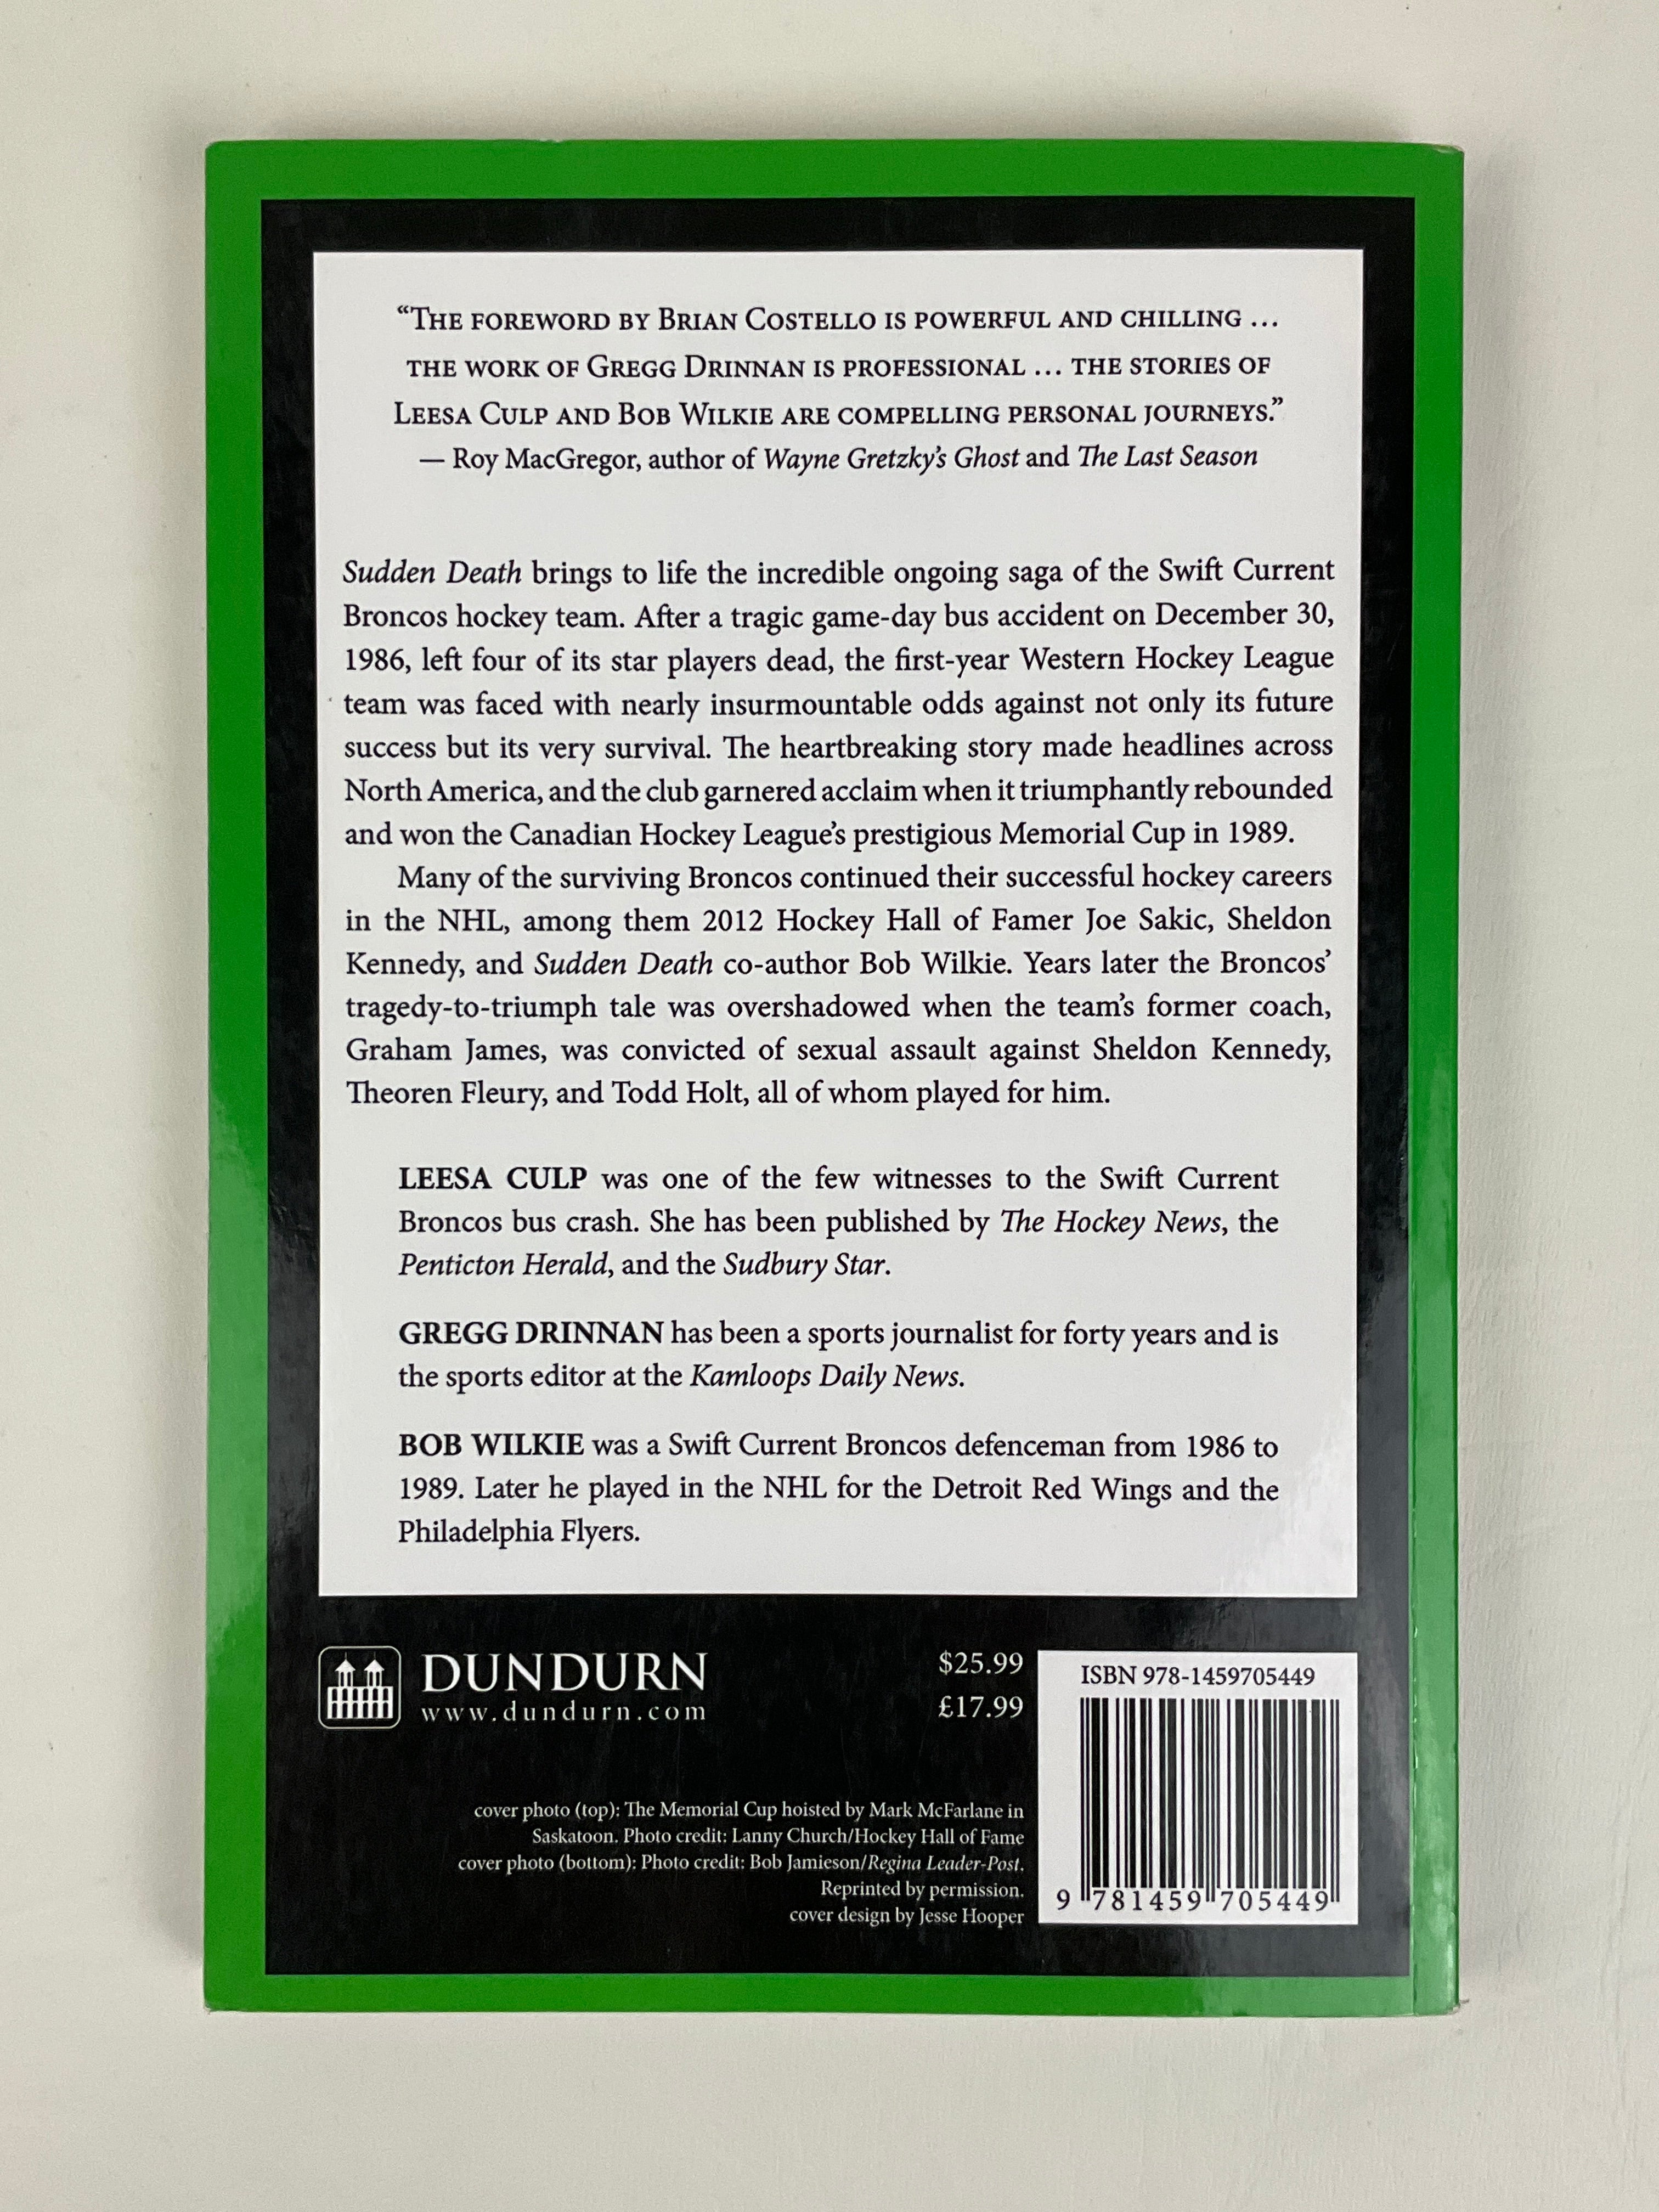 “The foreword by Brian Costello is powerful and chilling ...
the work of Gregg Drinnan is professional ... the stories of
Leesa Culp and Bob Wilkie are compelling personal journeys.”
— Roy MacGregor, author of Wayne Gretzky’s Ghost and The Last Season
Sudden Death brings to life the incredible ongoing saga of the Swift Current
Broncos hockey team. After a tragic game-day bus accident on December 30,
1986, left four of its star players dead, the first-year Western Hockey League
team was faced with nearly insurmountable odds against not only its future
success but its very survival. The heartbreaking story made headlines across
North America, and the club garnered acclaim when it triumphantly rebounded
and won the Canadian Hockey League’s prestigious Memorial Cup in 1989.
Many of the surviving Broncos continued their successful hockey careers
in the NHL, among them 2012 Hockey Hall of Famer Joe Sakic, Sheldon
Kennedy, and Sudden Death co-author Bob Wilkie. Years later the Broncos’
tragedy-to-triumph tale was overshadowed when the team’s former coach,
Graham James, was convicted of sexual assault against Sheldon Kennedy,
Theoren Fleury, and Todd Holt, all of whom played for him.
LEESA CULP was one of the few witnesses to the Swift Current
Broncos bus crash. She has been published by The Hockey News, the
Penticton Herald, and the Sudbury Star.
GREGG DRINNAN has been a sports journalist for forty years and is
the sports editor at the Kamloops Daily News.
BOB WILKIE was a Swift Current Broncos defenceman from 1986 to
1989. Later he played in the NHL for the Detroit Red Wings and the
Philadelphia Flyers.
DUNDURN
www.dundurn.com
$25.99
£17.99
ISBN 978-1459705449
cover photo (top): The Memorial Cup hoisted by Mark McFarlane in
Saskatoon. Photo credit: Lanny Church/Hockey Hall of Fame
cover photo (bottom): Photo credit: Bob Jamieson/Regina Leader-Post.
Reprinted by permission.
cover design by Jesse Hooper
9 781459 705449